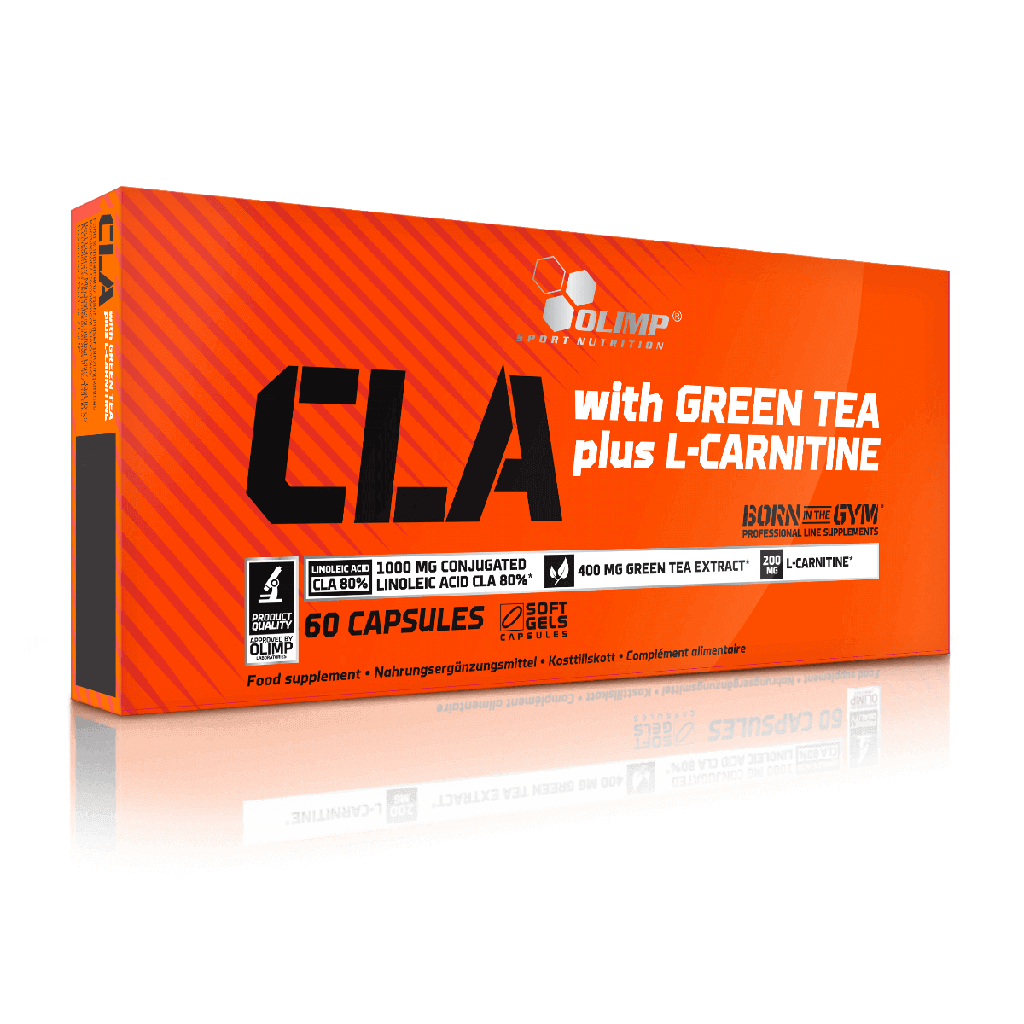 OLIMP®
SPORT NUTRITION
CLA
with GREEN TEA
plus L-CARNITINE
BORN IN THE GYM®
PROFESSIONAL LINE SUPPLEMENTS
LINOLEIC ACID
CLA 80%
1000 MG CONJUGATED
LINOLEIC ACID CLA 80%*
400 MG GREEN TEA EXTRACT*
200
MG
L-CARNITINE*
PRODUCT
QUALITY
APPROVED BY
OLIMP
LABORATORIES
60 CAPSULES
SOFT
GELS
CAPSULES
Food supplement • Nahrungsergänzungsmittel • Kosttillskott • Complément alimentaire
CLA
with GREEN TEA
plus L-CARNITINE